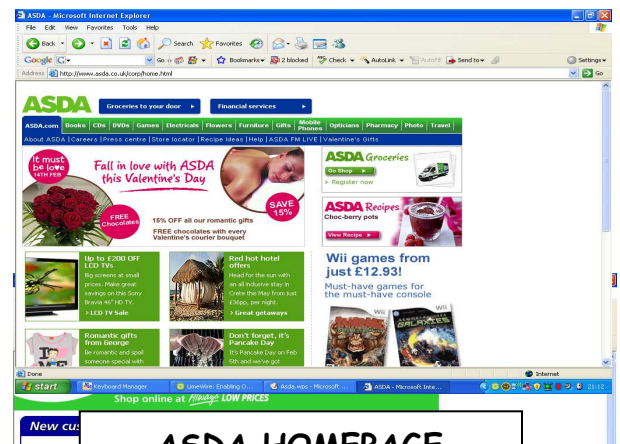 ASDA - Microsoft Internet Explorer
File Edit View Favorites Tools Help
Back Search Favorites
Google G Go Bookmarks 2 blocked Check AutoLink AutoFill Send to Settings
Address http://www.asda.co.uk/corp/home.html Go
ASDA Groceries to your door Financial services
ASDA.com Books CDs DVDs Games Electricals Flowers Furniture Gifts Mobile Phones Opticians Pharmacy Photo Travel
About ASDA | Careers | Press centre | Store locator | Recipe Ideas | Help | ASDA FM LIVE | Valentine's Gifts
It must be love 14TH FEB
Fall in love with ASDA
this Valentine's Day
SAVE 15%
FREE Chocolates
15% OFF all our romantic gifts
FREE chocolates with every
Valentine's courier bouquet
ASDA Groceries
Go Shop
> Register now
ASDA Recipes
Choc-berry pots
View Recipe
Up to £200 OFF
LCD TVs
Big screens at small
prices. Make great
savings on this Sony
Bravia 46" HD TV.
> LCD TV Sale
Red hot hotel
offers
Head for the sun with
an all inclusive stay in
Crete this May from just
£36pp, per night.
> Great getaways
Wii games from
just £12.93!
Must-have games for
the must-have console
Wii
Wii
GALAXIES
Romantic gifts
from George
Be romantic and spoil
someone special with
Don't forget, it's
Pancake Day
It's Pancake Day on Feb
5th and we've got
Done Internet
start Keyboard Manager LimeWire: Enabling O... Asda.wps - Microsoft ... ASDA - Microsoft Inte... 21:12
Shop online at Always LOW PRICES
New cu
ASDA HOMEPAGE